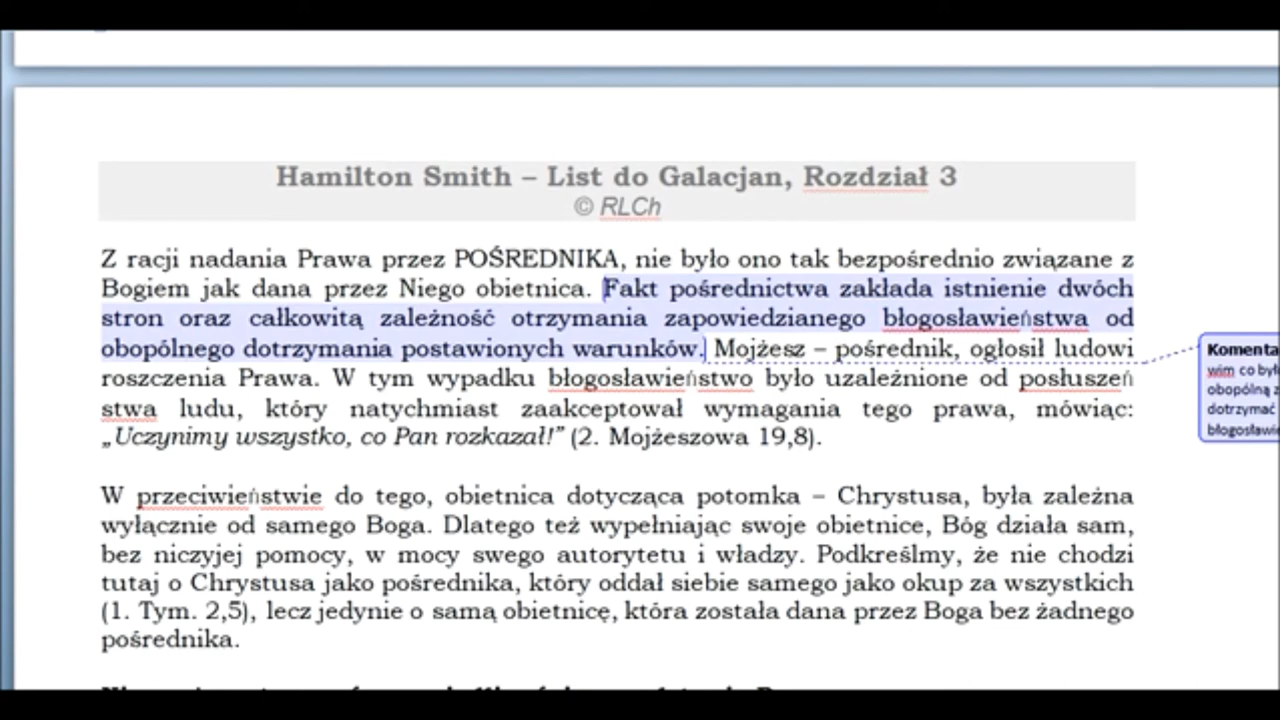 Hamilton Smith – List do Galacjan, Rozdział 3
© RLCh
Z racji nadania Prawa przez POŚREDNIKA, nie było ono tak bezpośrednio związane z
Bogiem jak dana przez Niego obietnica. Fakt pośrednictwa zakłada istnienie dwóch
stron oraz całkowitą zależność otrzymania zapowiedzianego błogosławieństwa od
obopólnego dotrzymania postawionych warunków. Mojżesz – pośrednik, ogłosił ludowi
roszczenia Prawa. W tym wypadku błogosławieństwo było uzależnione od posłuszeń
stwa ludu, który natychmiast zaakceptował wymagania tego prawa, mówiąc:
„Uczynimy wszystko, co Pan rozkazał!” (2. Mojżeszowa 19,8).
W przeciwieństwie do tego, obietnica dotycząca potomka – Chrystusa, była zależna
wyłącznie od samego Boga. Dlatego też wypełniając swoje obietnice, Bóg działa sam,
bez niczyjej pomocy, w mocy swego autorytetu i władzy. Podkreślmy, że nie chodzi
tutaj o Chrystusa jako pośrednika, który oddał siebie samego jako okup za wszystkich
(1. Tym. 2,5), lecz jedynie o samą obietnicę, która została dana przez Boga bez żadnego
pośrednika.
Komenta
wim co był
obopólną z
dotrzymać
błogosławie